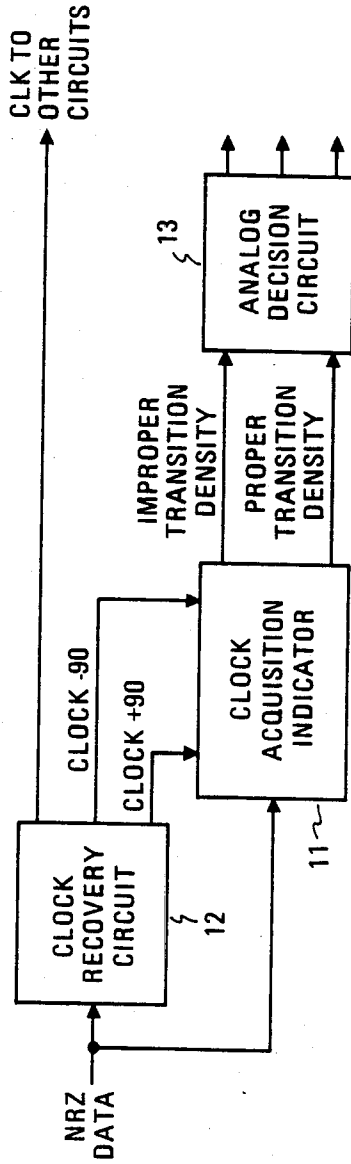 NRZ
DATA
CLOCK
RECOVERY
CIRCUIT
12
CLK TO
OTHER
CIRCUITS
CLOCK -90
CLOCK +90
CLOCK
ACQUISITION
INDICATOR
11
IMPROPER
TRANSITION
DENSITY
PROPER
TRANSITION
DENSITY
13
ANALOG
DECISION
CIRCUIT